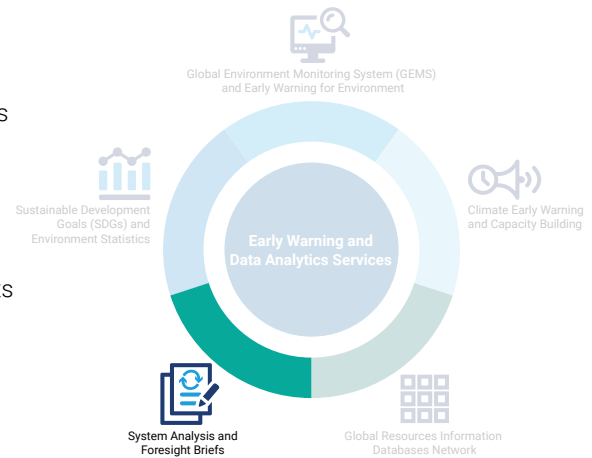 Global Environment Monitoring System (GEMS)
and Early Warning for Environment
Sustainable Development
Goals (SDGs) and
Environment Statistics
Climate Early Warning
and Capacity Building
Early Warning and
Data Analytics Services
System Analysis and
Foresight Briefs
Global Resources Information
Databases Network